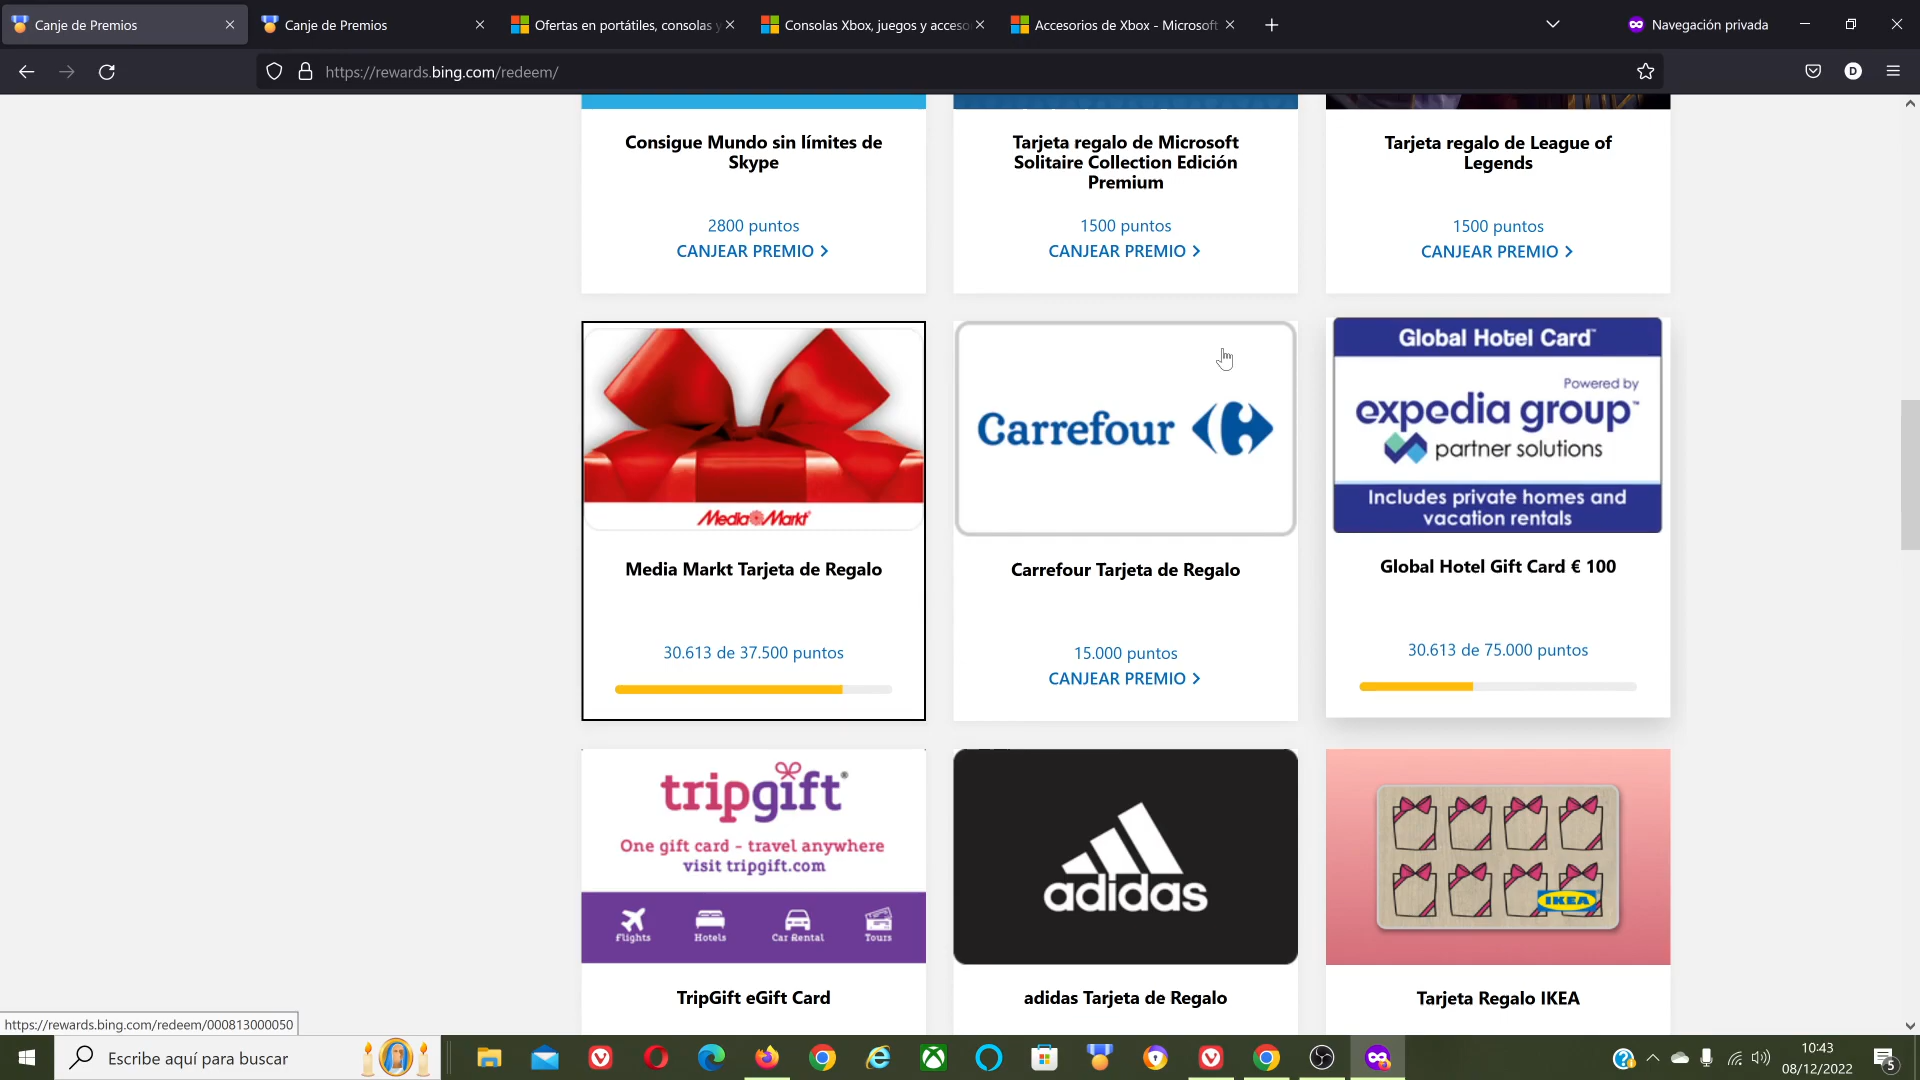 Canje de Premios
Canje de Premios
Ofertas en portátiles, consolas y
Consolas Xbox, juegos y acceso
Accesorios de Xbox - Microsoft
Navegación privada
https://rewards.bing.com/redeem/
D
Consigue Mundo sin límites de
Skype
2800 puntos
CANJEAR PREMIO
Tarjeta regalo de Microsoft
Solitaire Collection Edición
Premium
1500 puntos
CANJEAR PREMIO
Tarjeta regalo de League of
Legends
1500 puntos
CANJEAR PREMIO
Media Markt
Media Markt Tarjeta de Regalo
30.613 de 37.500 puntos
Carrefour
Carrefour Tarjeta de Regalo
15.000 puntos
CANJEAR PREMIO
Global Hotel Card™
Powered by
expedia group™
partner solutions
Includes private homes and
vacation rentals
Global Hotel Gift Card € 100
30.613 de 75.000 puntos
tripgift®
One gift card - travel anywhere
visit tripgift.com
Flights
Hotels
Car Rental
Tours
TripGift eGift Card
adidas
adidas Tarjeta de Regalo
IKEA
Tarjeta Regalo IKEA
https://rewards.bing.com/redeem/000813000050
Escribe aquí para buscar
10:43
08/12/2022
5